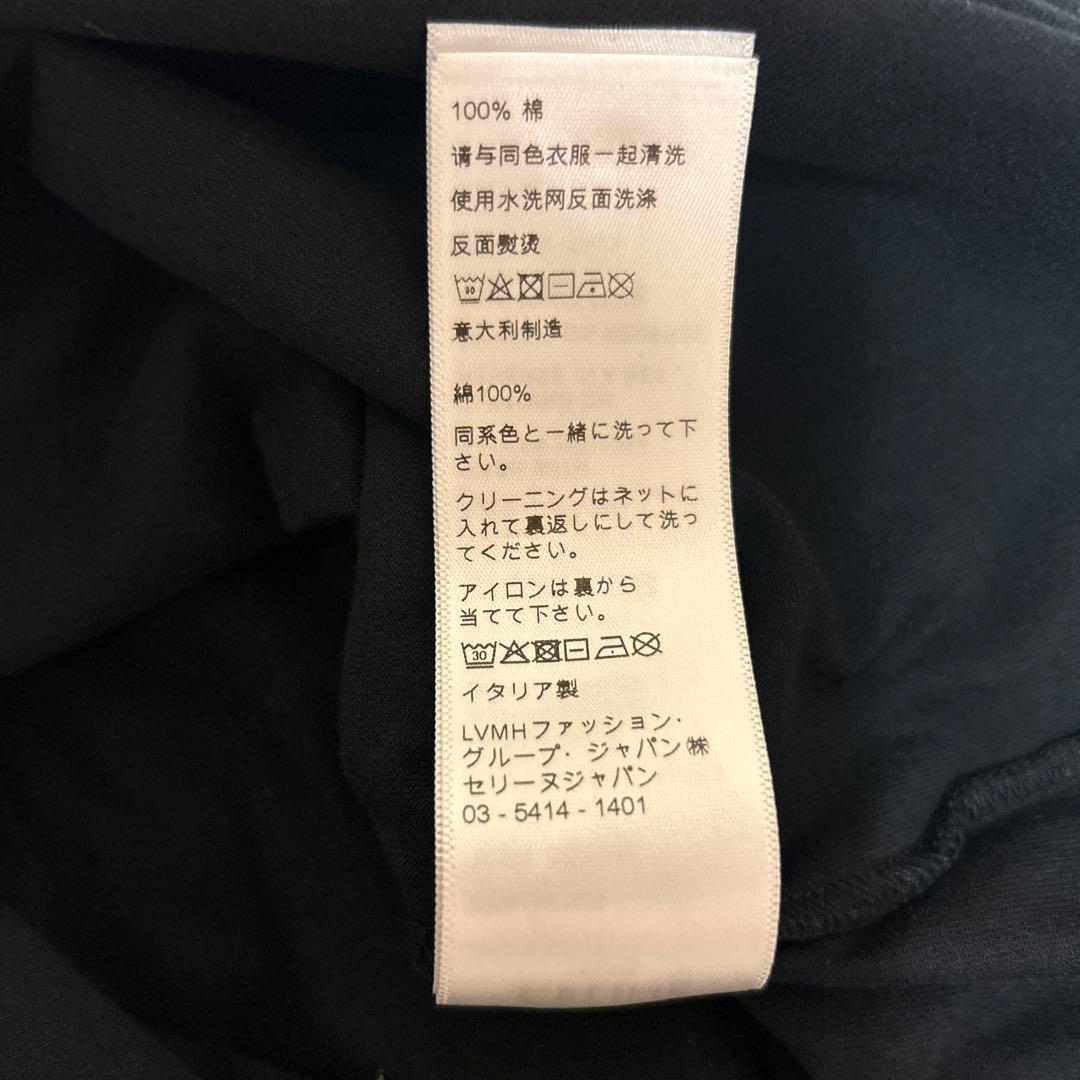 100% 棉
请与同色衣服一起清洗
使用水洗网反面洗涤
反面熨烫
30
意大利制造
綿100%
同系色と一緒に洗って下
さい。
クリーニングはネットに
入れて裏返しにして洗っ
てください。
アイロンは裏から
当てて下さい。
30
イタリア製
LVMHファッション·
グループ· ジャパン㈱
セリーヌジャパン
03 - 5414 - 1401